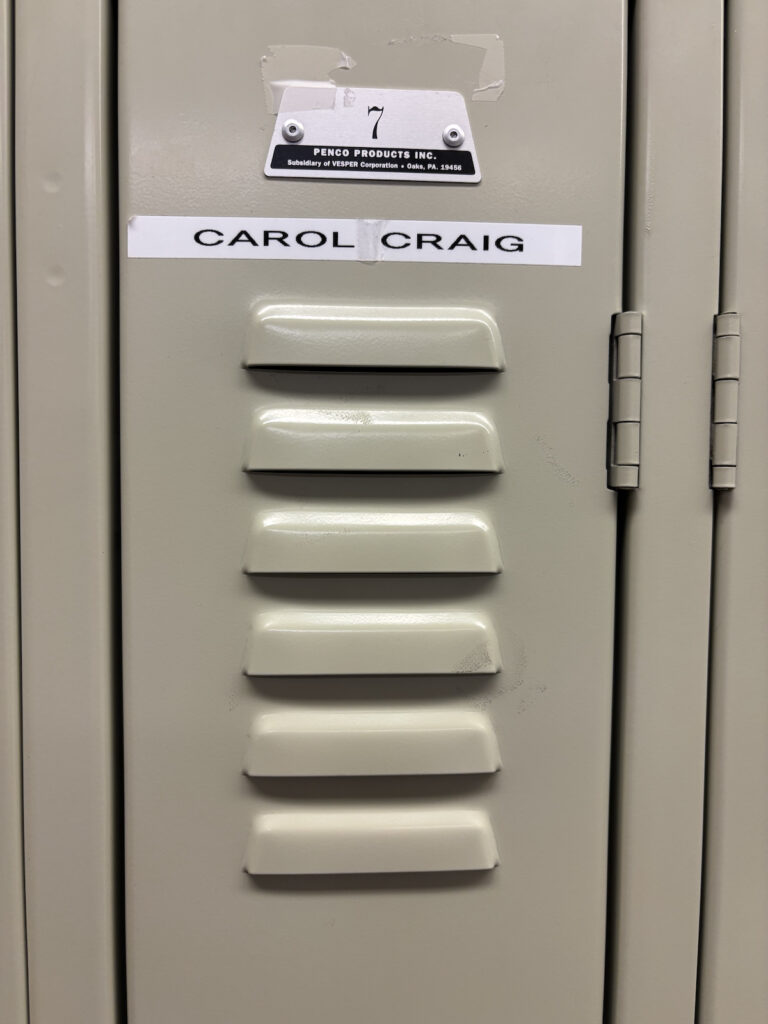 7
PENCO PRODUCTS INC.
Subsidiary of VESPER Corporation • Oaks, PA. 19456
CAROL CRAIG